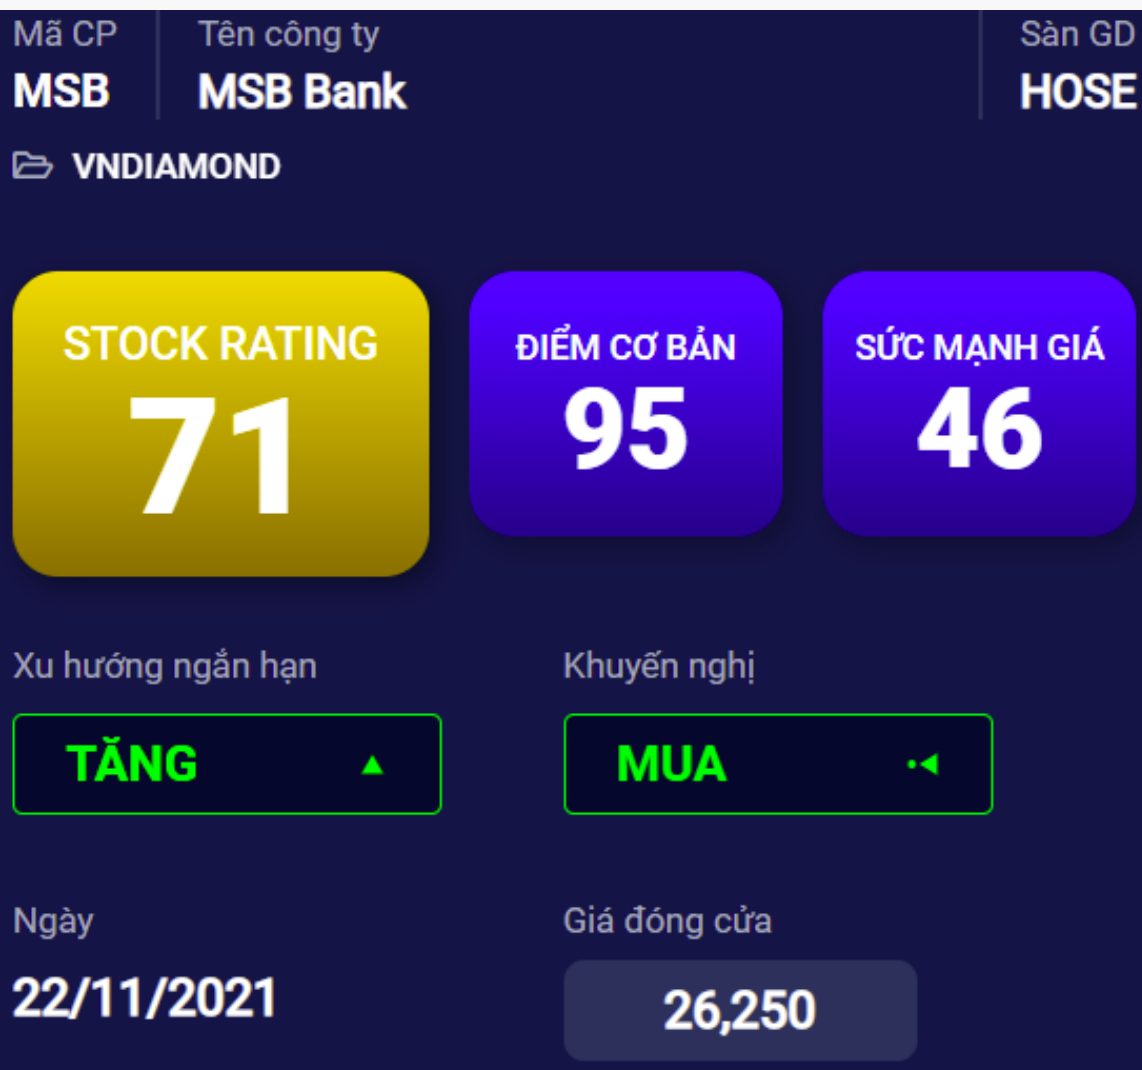 Mã CP Tên công ty Sàn GD
MSB MSB Bank HOSE
VNDIAMOND
STOCK RATING ĐIỂM CƠ BẢN SỨC MẠNH GIÁ
71 95 46
Xu hướng ngắn hạn Khuyến nghị
TĂNG MUA
Ngày Giá đóng cửa
22/11/2021 26,250